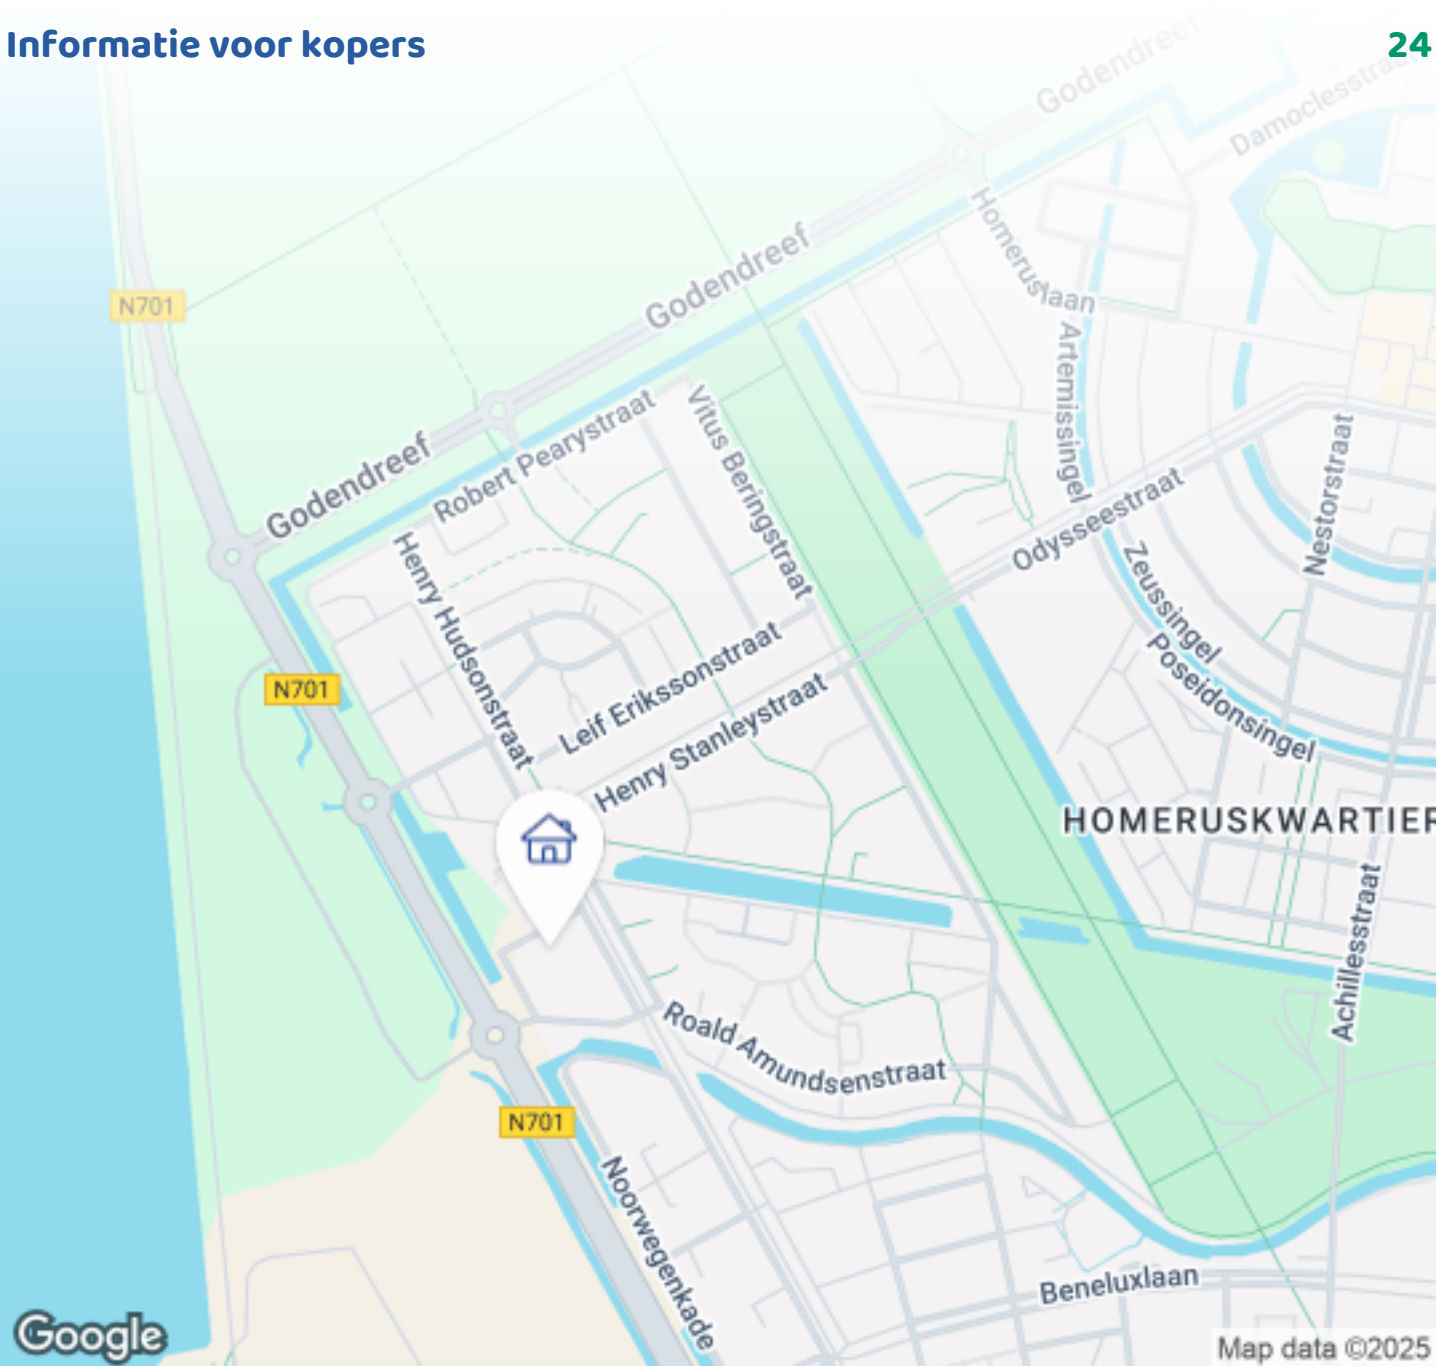 Informatie voor kopers
24
Godendreef
Damoclesstraat
Homeruslaan
N701
Godendreef
Artemissingel
Vitus Beringstraat
Robert Pearystraat
Godendreef
Nestorstraat
Odysseestraat
Henry Hudsonstraat
Zeussingel
Leif Erikssonstraat
Poseidonsingel
N701
Henry Stanleystraat
HOMERUSKWARTIER
Achillesstraat
Roald Amundsenstraat
N701
Noorwegenkade
Beneluxlaan
Google
Map data ©2025